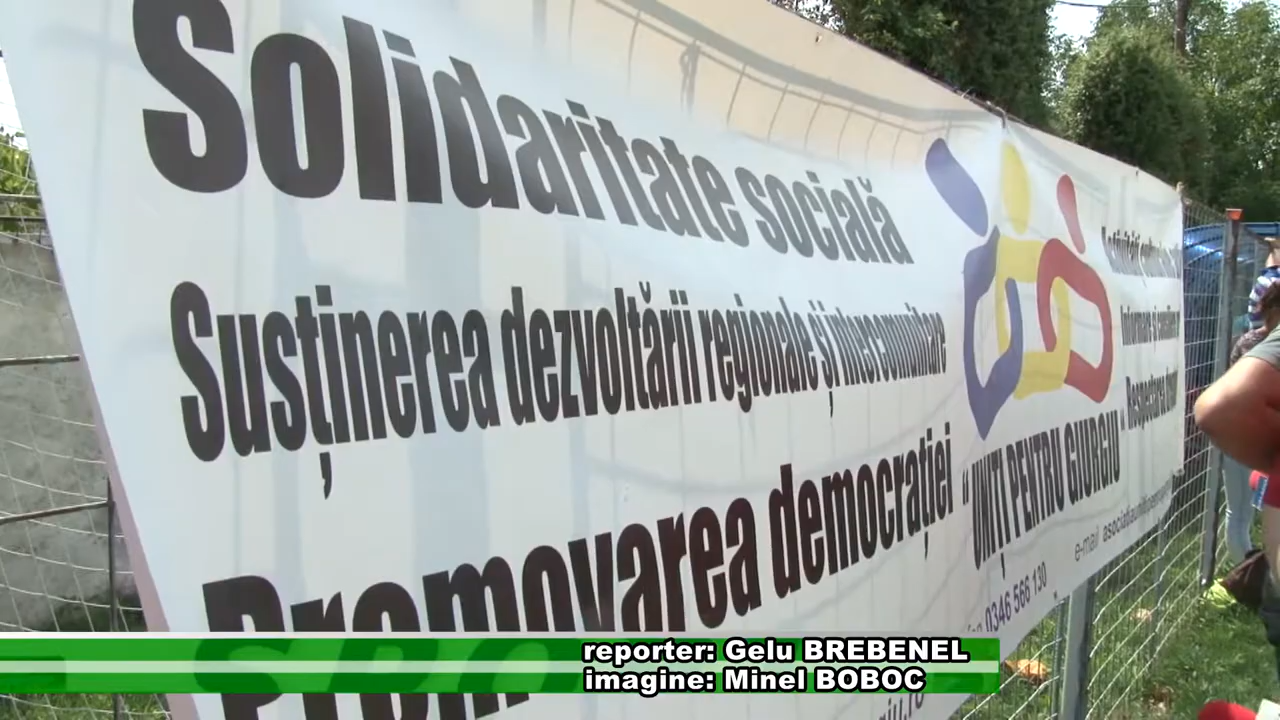 Solidaritate socială
Susținerea dezvoltării regionale și intercomunitare
Promovarea democrației
"UNIȚI PENTRU GIURGIU"
Respectarea
e-mail
0346 566 130
reporter: Gelu BREBENEL
imagine: Minel BOBOC